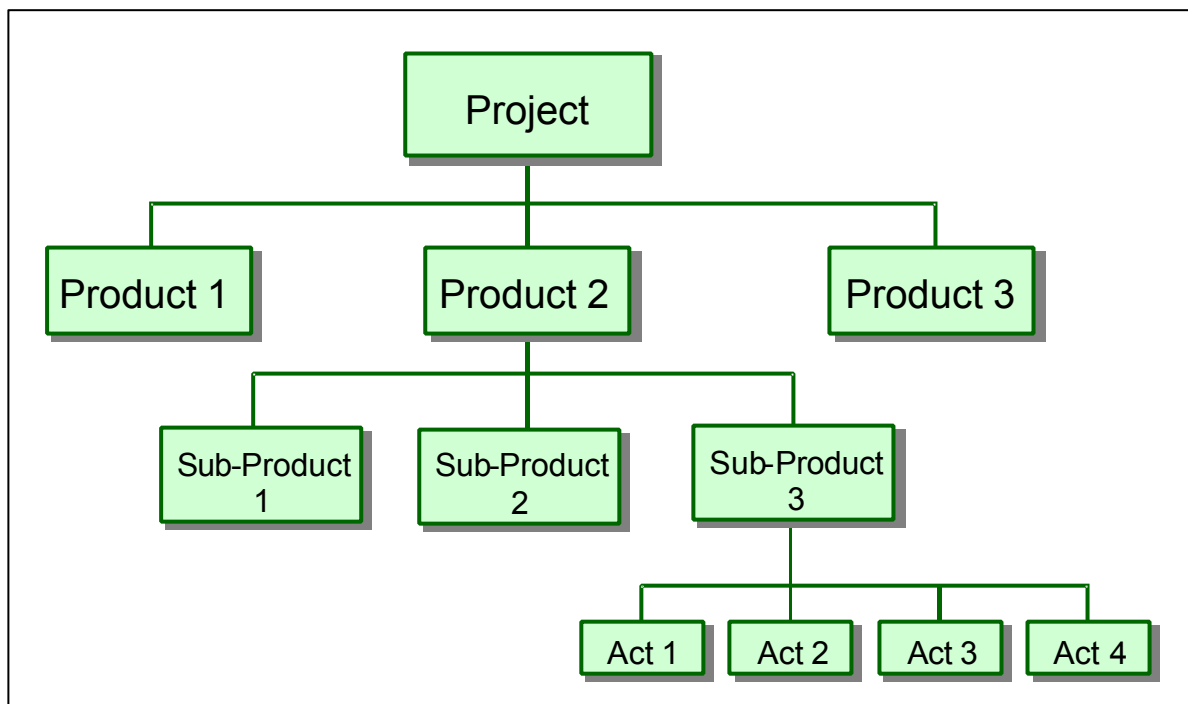 Project
Product 1
Product 2
Product 3
Sub-Product
1
Sub-Product
2
Sub-Product
3
Act 1
Act 2
Act 3
Act 4